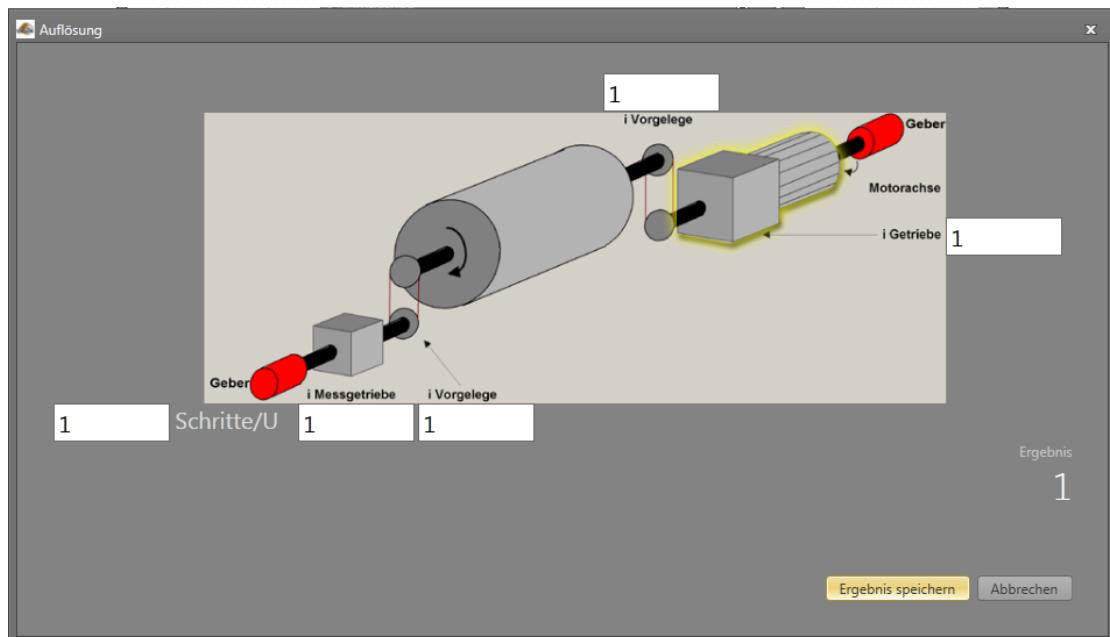 Auflösung
1
i Vorgelege
Geber
Motorachse
i Getriebe
1
Geber
i Messgetriebe
i Vorgelege
1
Schritte/U
1
1
Ergebnis
1
Ergebnis speichern
Abbrechen